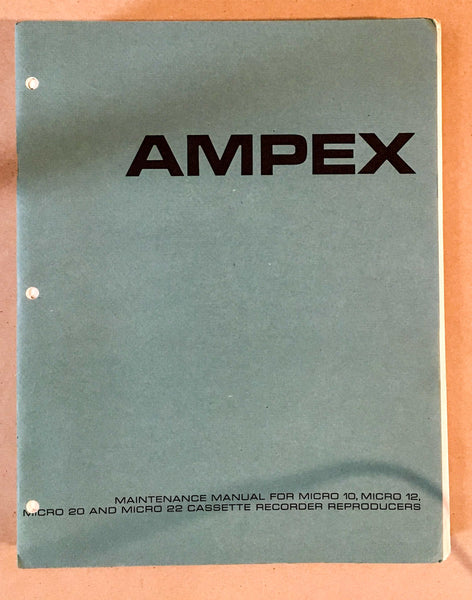 AMPEX
MAINTENANCE MANUAL FOR MICRO 10, MICRO 12,
MICRO 20 AND MICRO 22 CASSETTE RECORDER REPRODUCERS